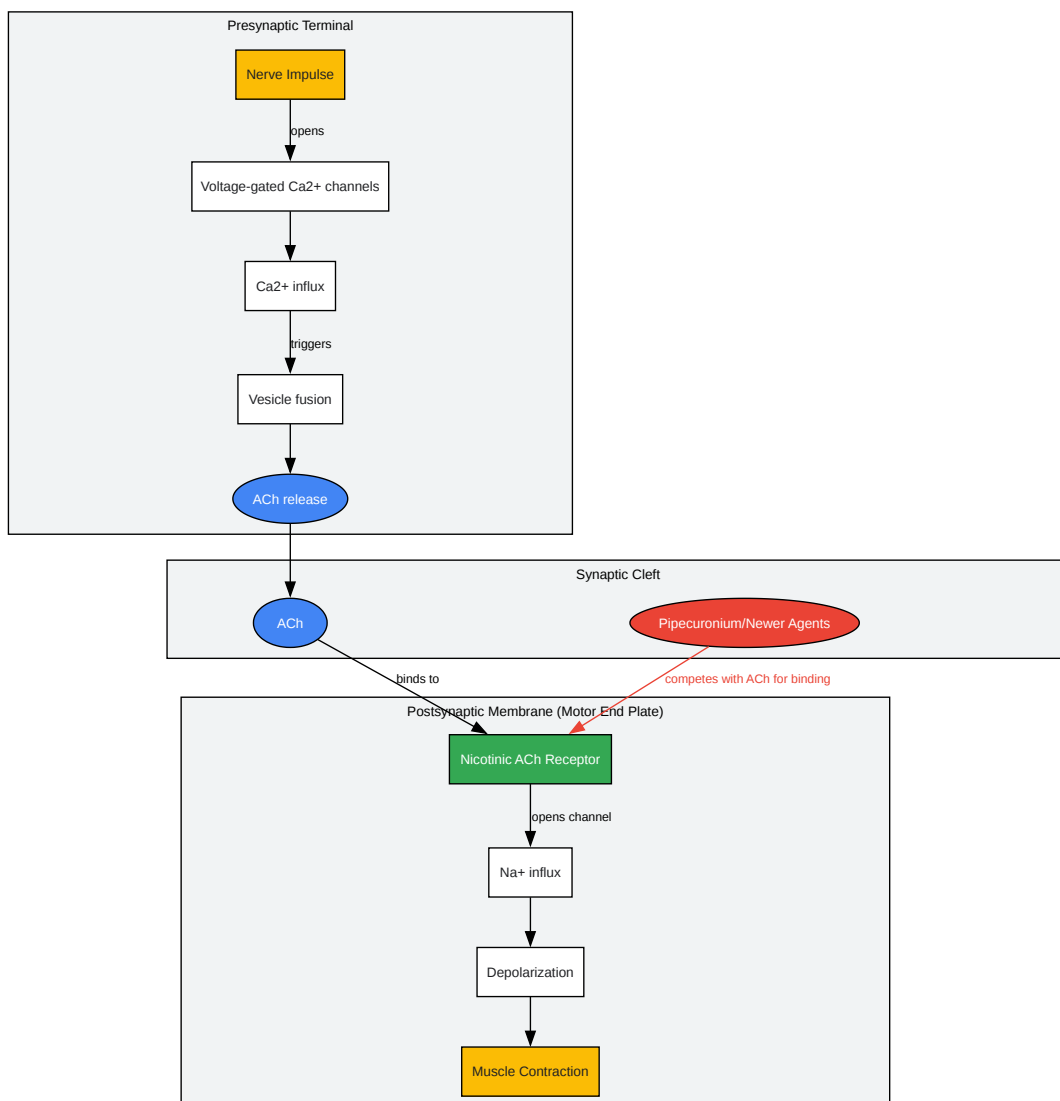 Presynaptic Terminal
Nerve Impulse
opens
Voltage-gated Ca2+ channels
Ca2+ influx
triggers
Vesicle fusion
ACh release
Synaptic Cleft
ACh
Pipecuronium/Newer Agents
binds to
competes with ACh for binding
Postsynaptic Membrane (Motor End Plate)
Nicotinic ACh Receptor
opens channel
Na+ influx
Depolarization
Muscle Contraction